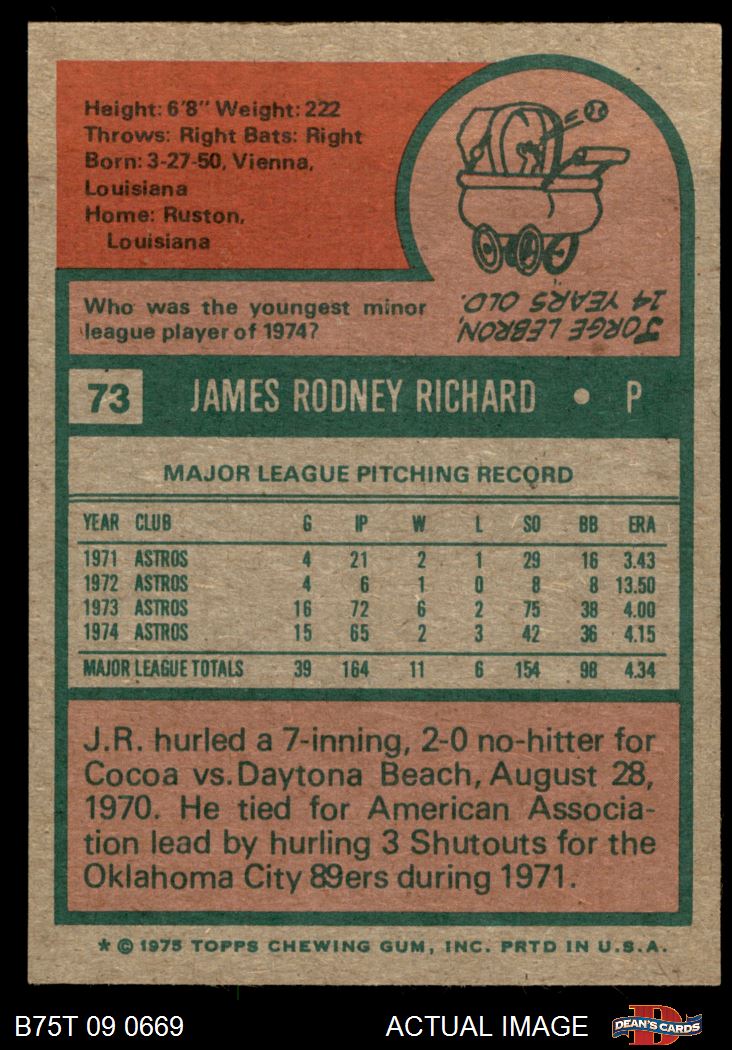 Height: 6'8" Weight: 222
Throws: Right Bats: Right
Born: 3-27-50, Vienna,
Louisiana
Home: Ruston,
Louisiana
Who was the youngest minor
league player of 1974?
JORGE LEBRON,
14 YEARS OLD.
73 JAMES RODNEY RICHARD • P
MAJOR LEAGUE PITCHING RECORD
YEAR CLUB G IP W L SO BB ERA
1971 ASTROS 4 21 2 1 29 16 3.43
1972 ASTROS 4 6 1 0 8 8 13.50
1973 ASTROS 16 72 6 2 75 38 4.00
1974 ASTROS 15 65 2 3 42 36 4.15
MAJOR LEAGUE TOTALS 39 164 11 6 154 98 4.34
J.R. hurled a 7-inning, 2-0 no-hitter for
Cocoa vs. Daytona Beach, August 28,
1970. He tied for American Associa-
tion lead by hurling 3 Shutouts for the
Oklahoma City 89ers during 1971.
* © 1975 TOPPS CHEWING GUM, INC. PRTD IN U.S.A.
B75T 09 0669 ACTUAL IMAGE D DEAN'S CARDS